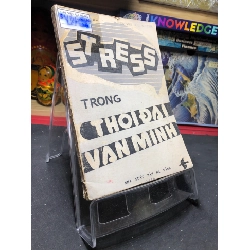 KNOWLEDGE
STRESS
TRONG
THỜI ĐẠI
VĂN MINH